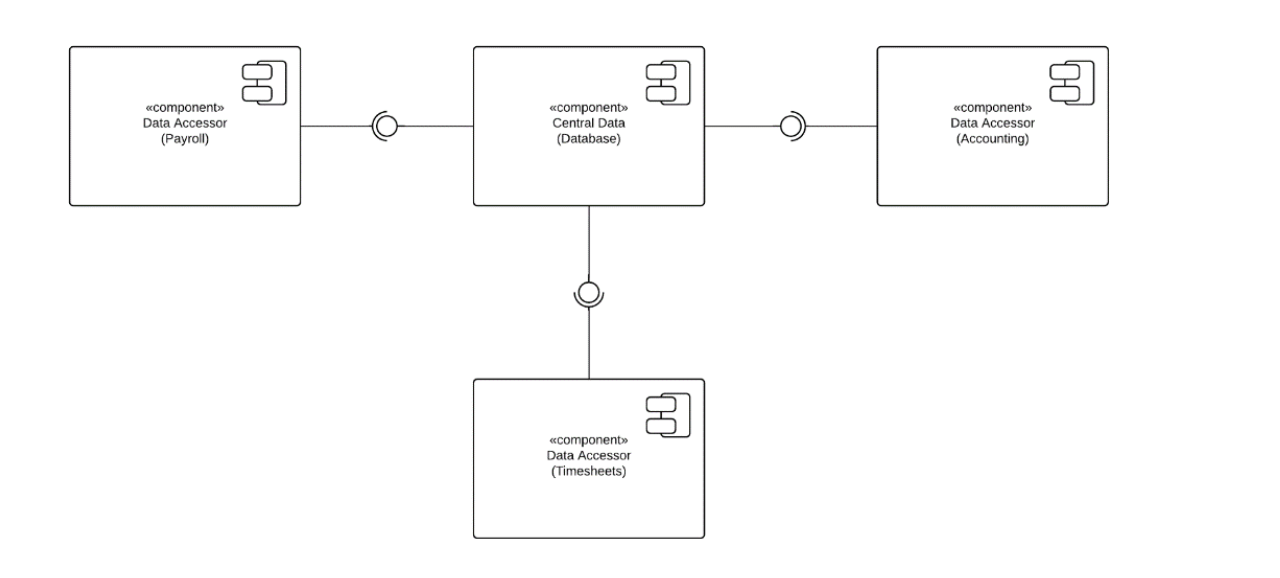 «component»
Data Accessor
(Payroll)
«component»
Central Data
(Database)
«component»
Data Accessor
(Accounting)
«component»
Data Accessor
(Timesheets)